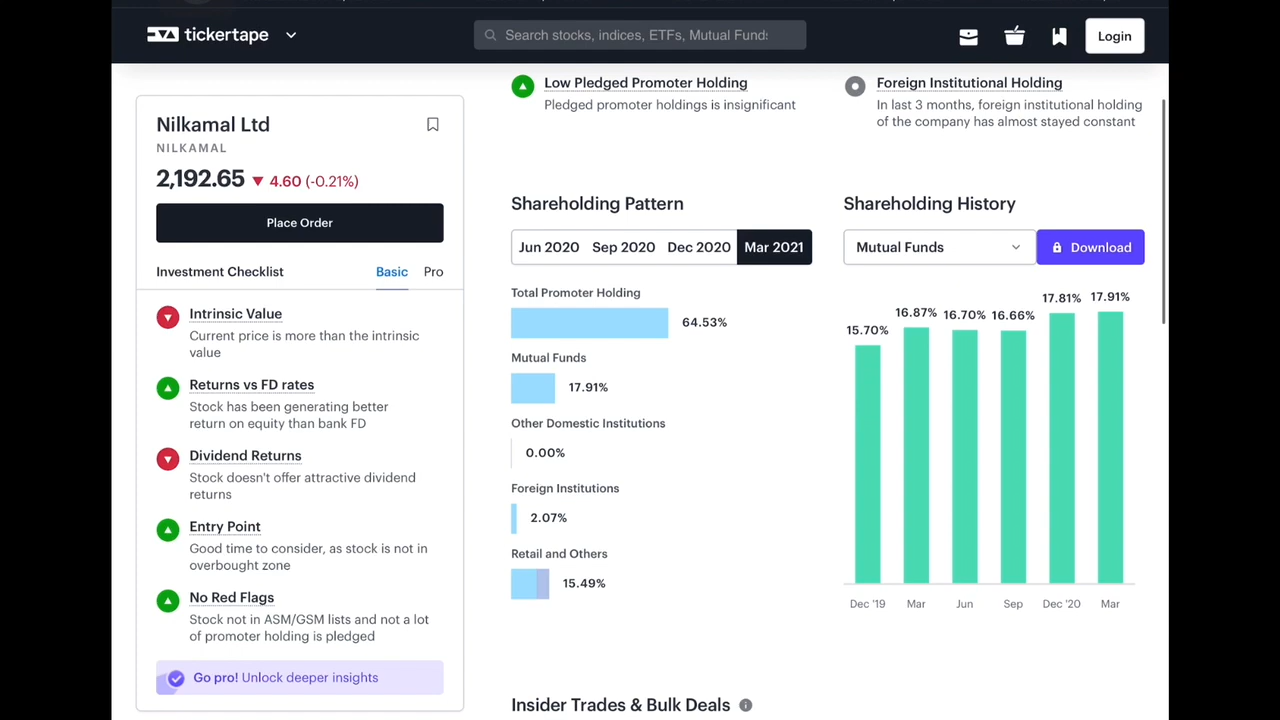 tickertape
Search stocks, indices, ETFs, Mutual Funds
Login
Nilkamal Ltd
NILKAMAL
2,192.65 ▼ 4.60 (-0.21%)
Place Order
Investment Checklist Basic Pro
Intrinsic Value
Current price is more than the intrinsic
value
Returns vs FD rates
Stock has been generating better
return on equity than bank FD
Dividend Returns
Stock doesn't offer attractive dividend
returns
Entry Point
Good time to consider, as stock is not in
overbought zone
No Red Flags
Stock not in ASM/GSM lists and not a lot
of promoter holding is pledged
Go pro! Unlock deeper insights
Low Pledged Promoter Holding
Pledged promoter holdings is insignificant
Foreign Institutional Holding
In last 3 months, foreign institutional holding
of the company has almost stayed constant
Shareholding Pattern
Jun 2020 Sep 2020 Dec 2020 Mar 2021
Total Promoter Holding
64.53%
Mutual Funds
17.91%
Other Domestic Institutions
0.00%
Foreign Institutions
2.07%
Retail and Others
15.49%
Shareholding History
Mutual Funds Download
15.70% 16.87% 16.70% 16.66% 17.81% 17.91%
Dec '19 Mar Jun Sep Dec '20 Mar
Insider Trades & Bulk Deals